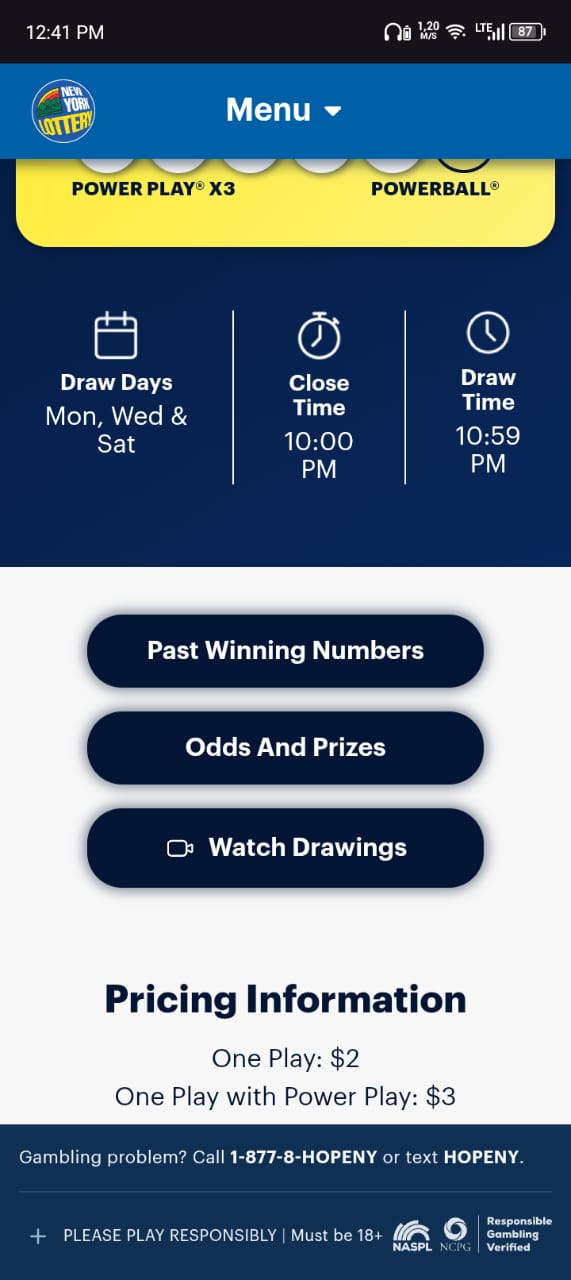 12:41 PM
1,20
M/S
LTE
87
NEW
YORK
LOTTERY
Menu
POWER PLAY® X3
POWERBALL®
Draw Days
Mon, Wed &
Sat
Close
Time
10:00
PM
Draw
Time
10:59
PM
Past Winning Numbers
Odds And Prizes
Watch Drawings
Pricing Information
One Play: $2
One Play with Power Play: $3
Gambling problem? Call 1-877-8-HOPENY or text HOPENY.
+ PLEASE PLAY RESPONSIBLY | Must be 18+
NASPL
NCPG
Responsible
Gambling
Verified